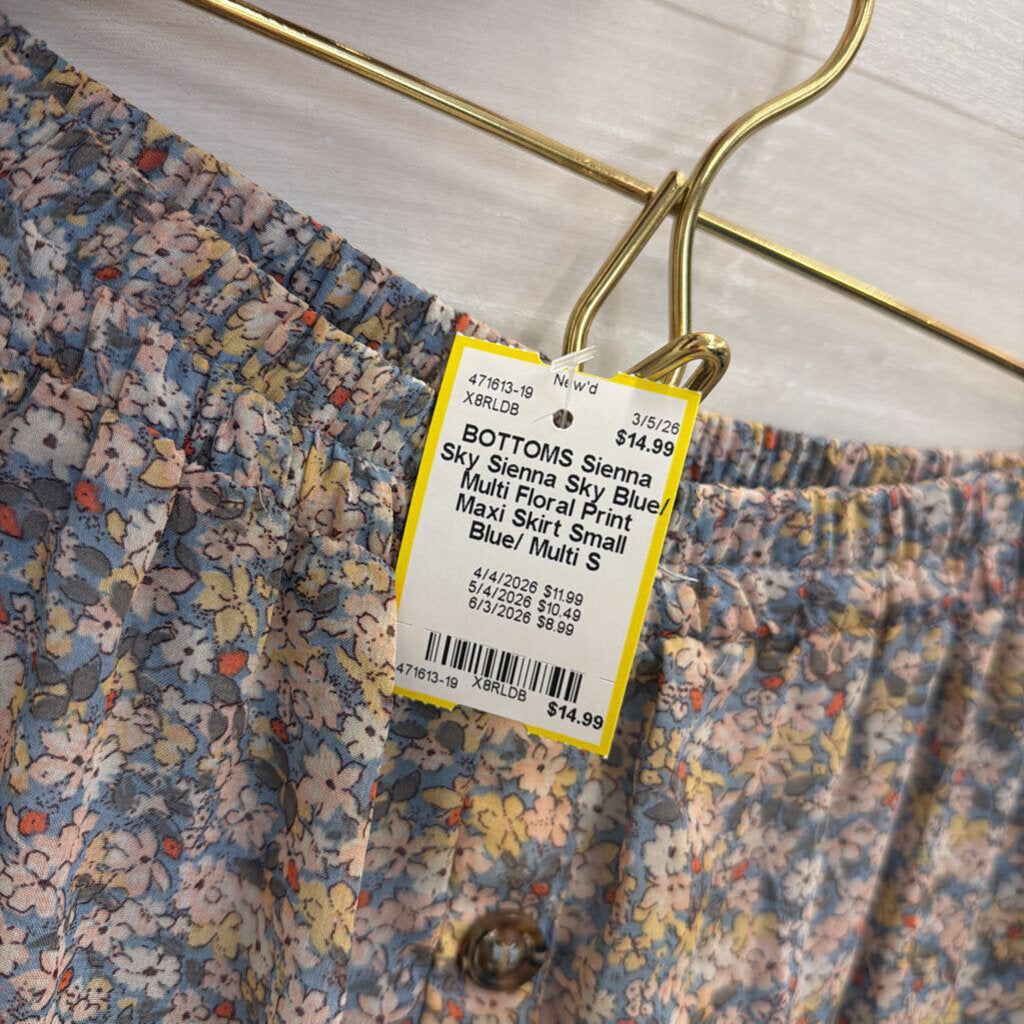 471613-19 New'd 3/5/26
X8RLDB $14.99
BOTTOMS Sienna
Sky Sienna Sky Blue/
Multi Floral Print
Maxi Skirt Small
Blue/ Multi S
4/4/2026 $11.99
5/4/2026 $10.49
6/3/2026 $8.99
471613-19 X8RLDB
$14.99